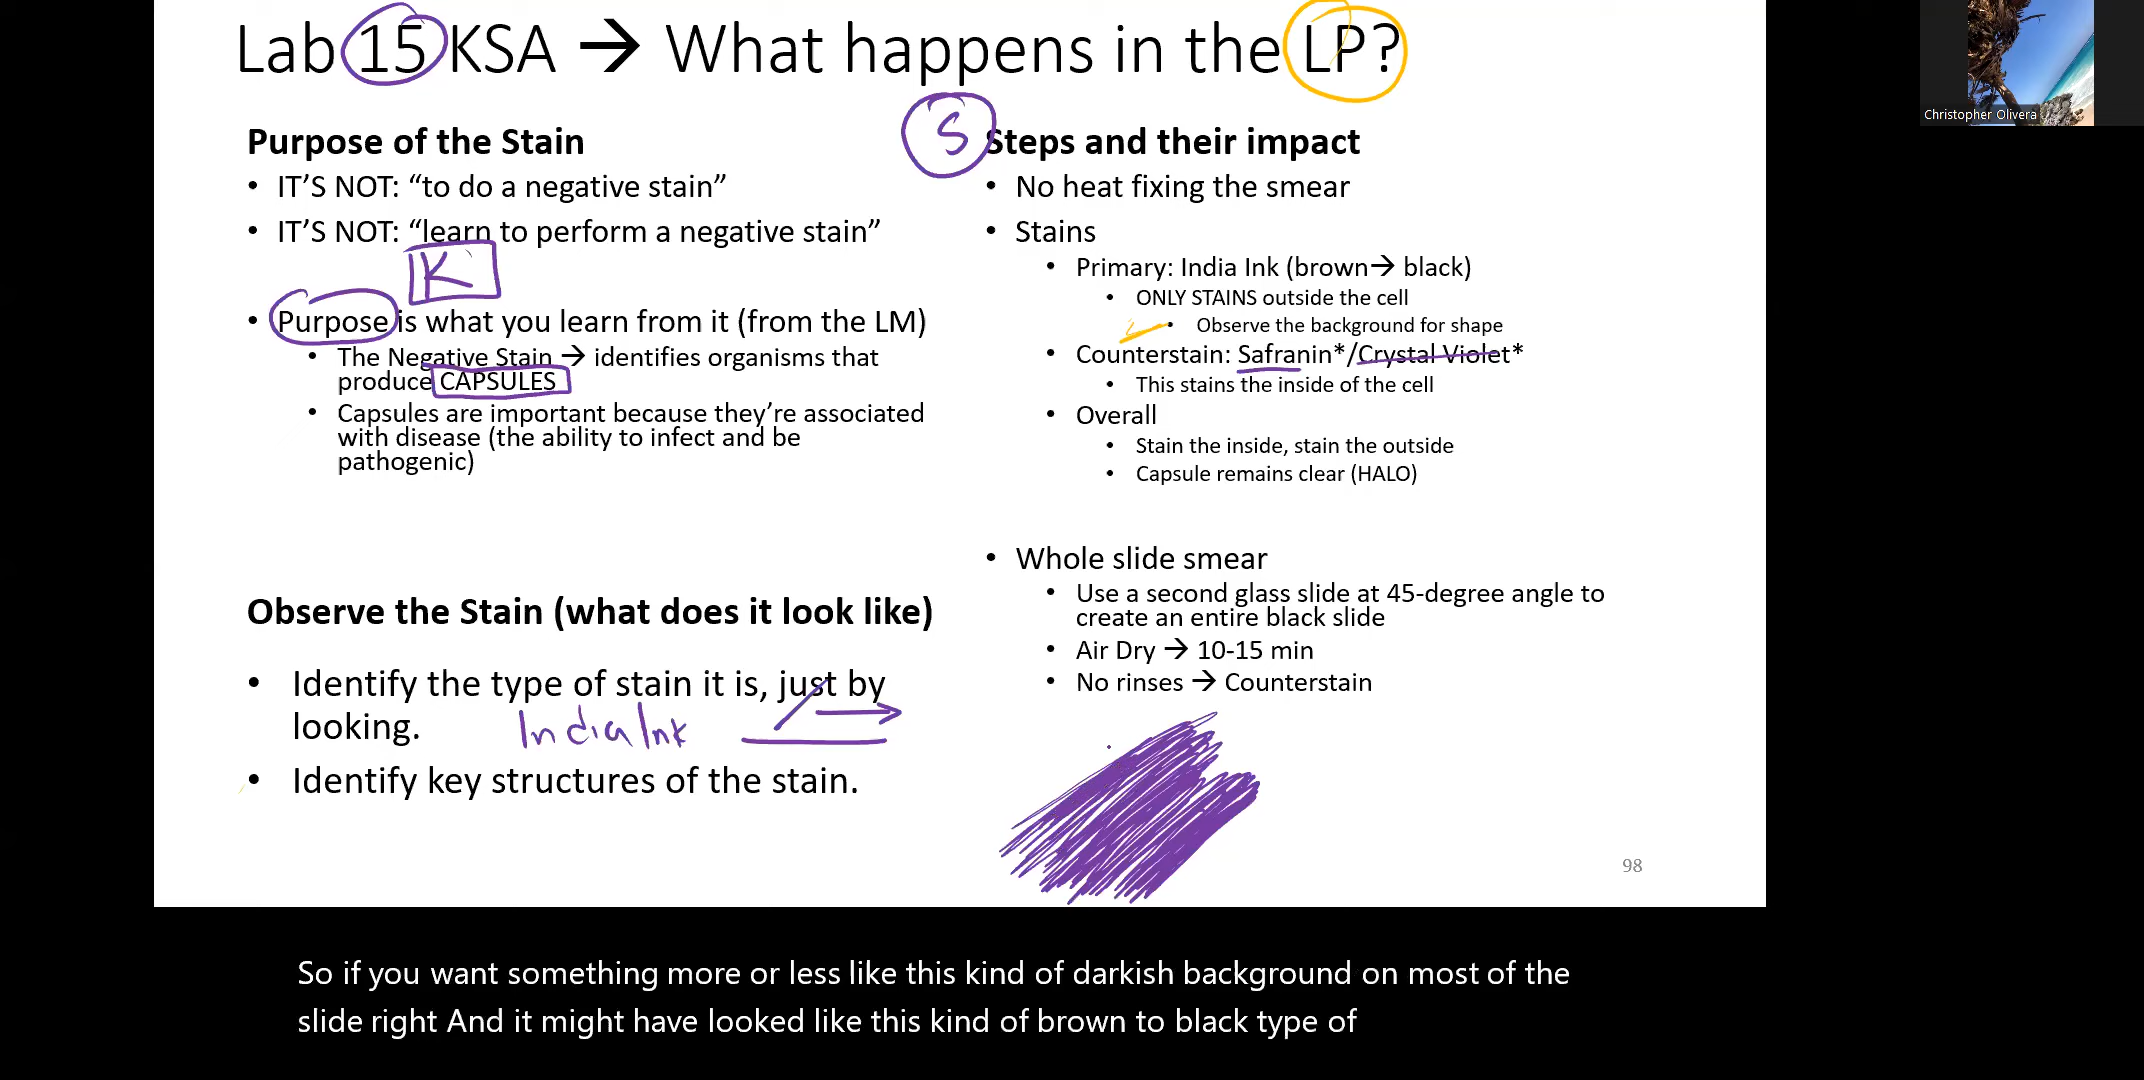 Lab 15 KSA → What happens in the LP?
Christopher Olivera
S
Purpose of the Stain
• IT’S NOT: “to do a negative stain”
• IT’S NOT: “learn to perform a negative stain”
K
• Purpose is what you learn from it (from the LM)
• The Negative Stain → identifies organisms that
produce CAPSULES
• Capsules are important because they’re associated
with disease (the ability to infect and be
pathogenic)
Observe the Stain (what does it look like)
• Identify the type of stain it is, just by
looking.
India Ink
• Identify key structures of the stain.
Steps and their impact
• No heat fixing the smear
• Stains
• Primary: India Ink (brown→ black)
• ONLY STAINS outside the cell
• Observe the background for shape
• Counterstain: Safranin*/Crystal Violet*
• This stains the inside of the cell
• Overall
• Stain the inside, stain the outside
• Capsule remains clear (HALO)
• Whole slide smear
• Use a second glass slide at 45-degree angle to
create an entire black slide
• Air Dry → 10-15 min
• No rinses → Counterstain
98
So if you want something more or less like this kind of darkish background on most of the
slide right And it might have looked like this kind of brown to black type of